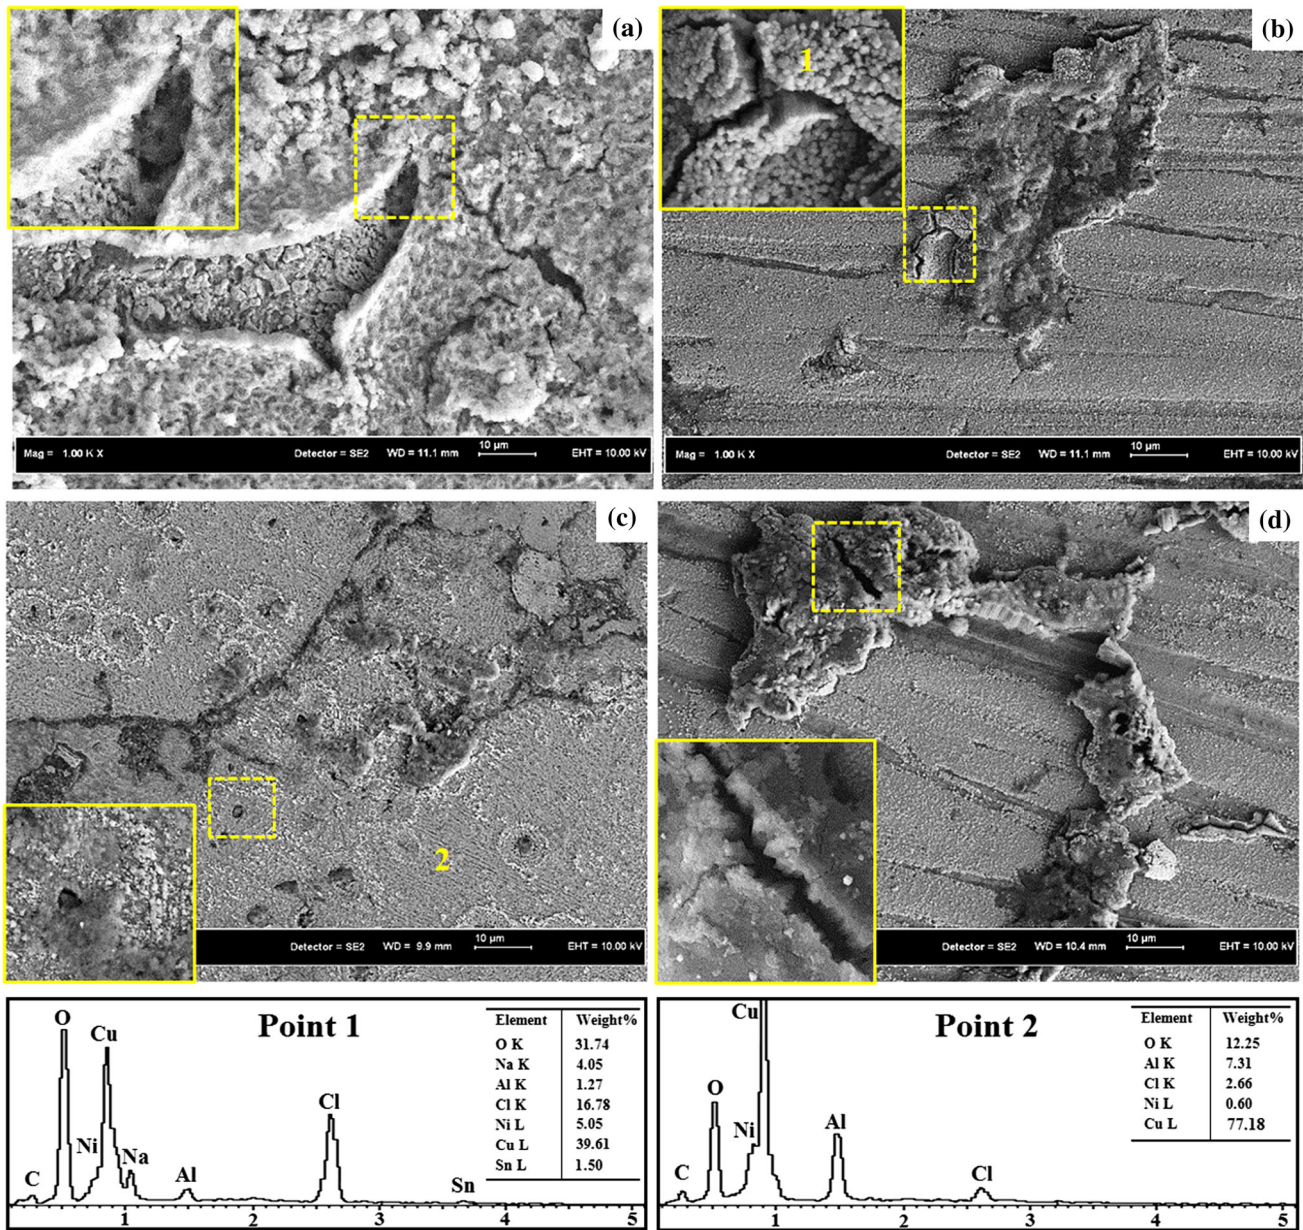 (a)
Mag = 1.00 K X Detector = SE2 WD = 11.1 mm 10 µm EHT = 10.00 kV
1
(b)
Mag = 1.00 K X Detector = SE2 WD = 11.1 mm 10 µm EHT = 10.00 kV
(c)
2
Detector = SE2 WD = 9.9 mm 10 µm EHT = 10.00 kV
(d)
Detector = SE2 WD = 10.4 mm 10 µm EHT = 10.00 kV
Point 1
O
Cu
Cl
Ni
Na
C
Al
Sn
Element Weight%
O K 31.74
Na K 4.05
Al K 1.27
Cl K 16.78
Ni L 5.05
Cu L 39.61
Sn L 1.50
1 2 3 4 5
Point 2
Cu
O
Ni
Al
C
Cl
Element Weight%
O K 12.25
Al K 7.31
Cl K 2.66
Ni L 0.60
Cu L 77.18
1 2 3 4 5